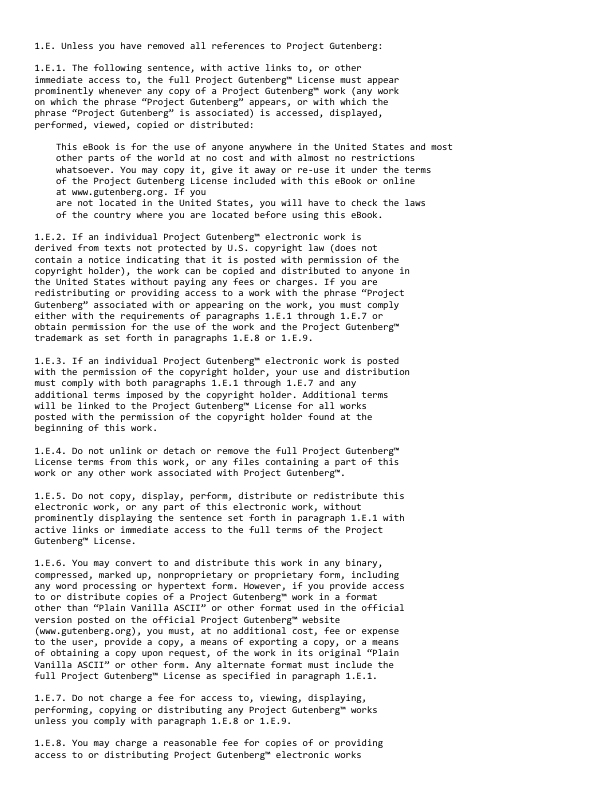 1.E. Unless you have removed all references to Project Gutenberg:
1.E.1. The following sentence, with active links to, or other
immediate access to, the full Project Gutenberg™ License must appear
prominently whenever any copy of a Project Gutenberg™ work (any work
on which the phrase “Project Gutenberg” appears, or with which the
phrase “Project Gutenberg” is associated) is accessed, displayed,
performed, viewed, copied or distributed:
This eBook is for the use of anyone anywhere in the United States and most
other parts of the world at no cost and with almost no restrictions
whatsoever. You may copy it, give it away or re-use it under the terms
of the Project Gutenberg License included with this eBook or online
at www.gutenberg.org. If you
are not located in the United States, you will have to check the laws
of the country where you are located before using this eBook.
1.E.2. If an individual Project Gutenberg™ electronic work is
derived from texts not protected by U.S. copyright law (does not
contain a notice indicating that it is posted with permission of the
copyright holder), the work can be copied and distributed to anyone in
the United States without paying any fees or charges. If you are
redistributing or providing access to a work with the phrase “Project
Gutenberg” associated with or appearing on the work, you must comply
either with the requirements of paragraphs 1.E.1 through 1.E.7 or
obtain permission for the use of the work and the Project Gutenberg™
trademark as set forth in paragraphs 1.E.8 or 1.E.9.
1.E.3. If an individual Project Gutenberg™ electronic work is posted
with the permission of the copyright holder, your use and distribution
must comply with both paragraphs 1.E.1 through 1.E.7 and any
additional terms imposed by the copyright holder. Additional terms
will be linked to the Project Gutenberg™ License for all works
posted with the permission of the copyright holder found at the
beginning of this work.
1.E.4. Do not unlink or detach or remove the full Project Gutenberg™
License terms from this work, or any files containing a part of this
work or any other work associated with Project Gutenberg™.
1.E.5. Do not copy, display, perform, distribute or redistribute this
electronic work, or any part of this electronic work, without
prominently displaying the sentence set forth in paragraph 1.E.1 with
active links or immediate access to the full terms of the Project
Gutenberg™ License.
1.E.6. You may convert to and distribute this work in any binary,
compressed, marked up, nonproprietary or proprietary form, including
any word processing or hypertext form. However, if you provide access
to or distribute copies of a Project Gutenberg™ work in a format
other than “Plain Vanilla ASCII” or other format used in the official
version posted on the official Project Gutenberg™ website
(www.gutenberg.org), you must, at no additional cost, fee or expense
to the user, provide a copy, a means of exporting a copy, or a means
of obtaining a copy upon request, of the work in its original “Plain
Vanilla ASCII” or other form. Any alternate format must include the
full Project Gutenberg™ License as specified in paragraph 1.E.1.
1.E.7. Do not charge a fee for access to, viewing, displaying,
performing, copying or distributing any Project Gutenberg™ works
unless you comply with paragraph 1.E.8 or 1.E.9.
1.E.8. You may charge a reasonable fee for copies of or providing
access to or distributing Project Gutenberg™ electronic works